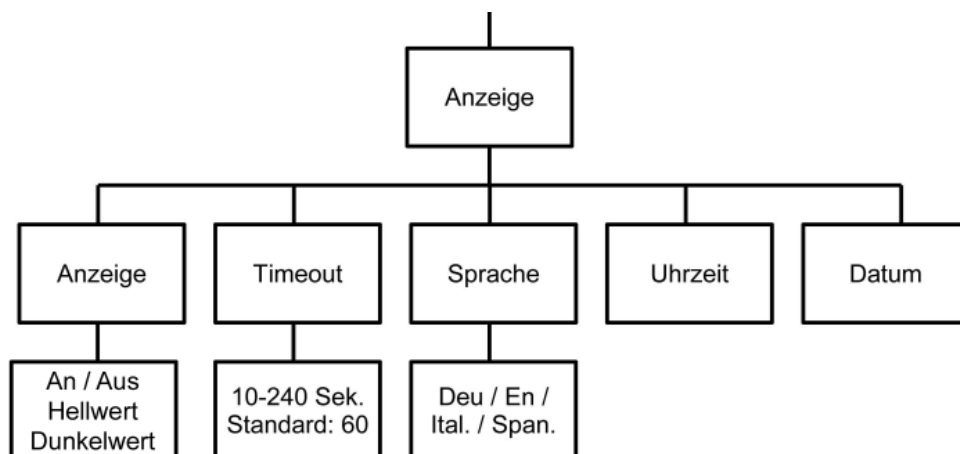 Anzeige
Anzeige
Timeout
Sprache
Uhrzeit
Datum
An / Aus
Hellwert
Dunkelwert
10-240 Sek.
Standard: 60
Deu / En /
Ital. / Span.